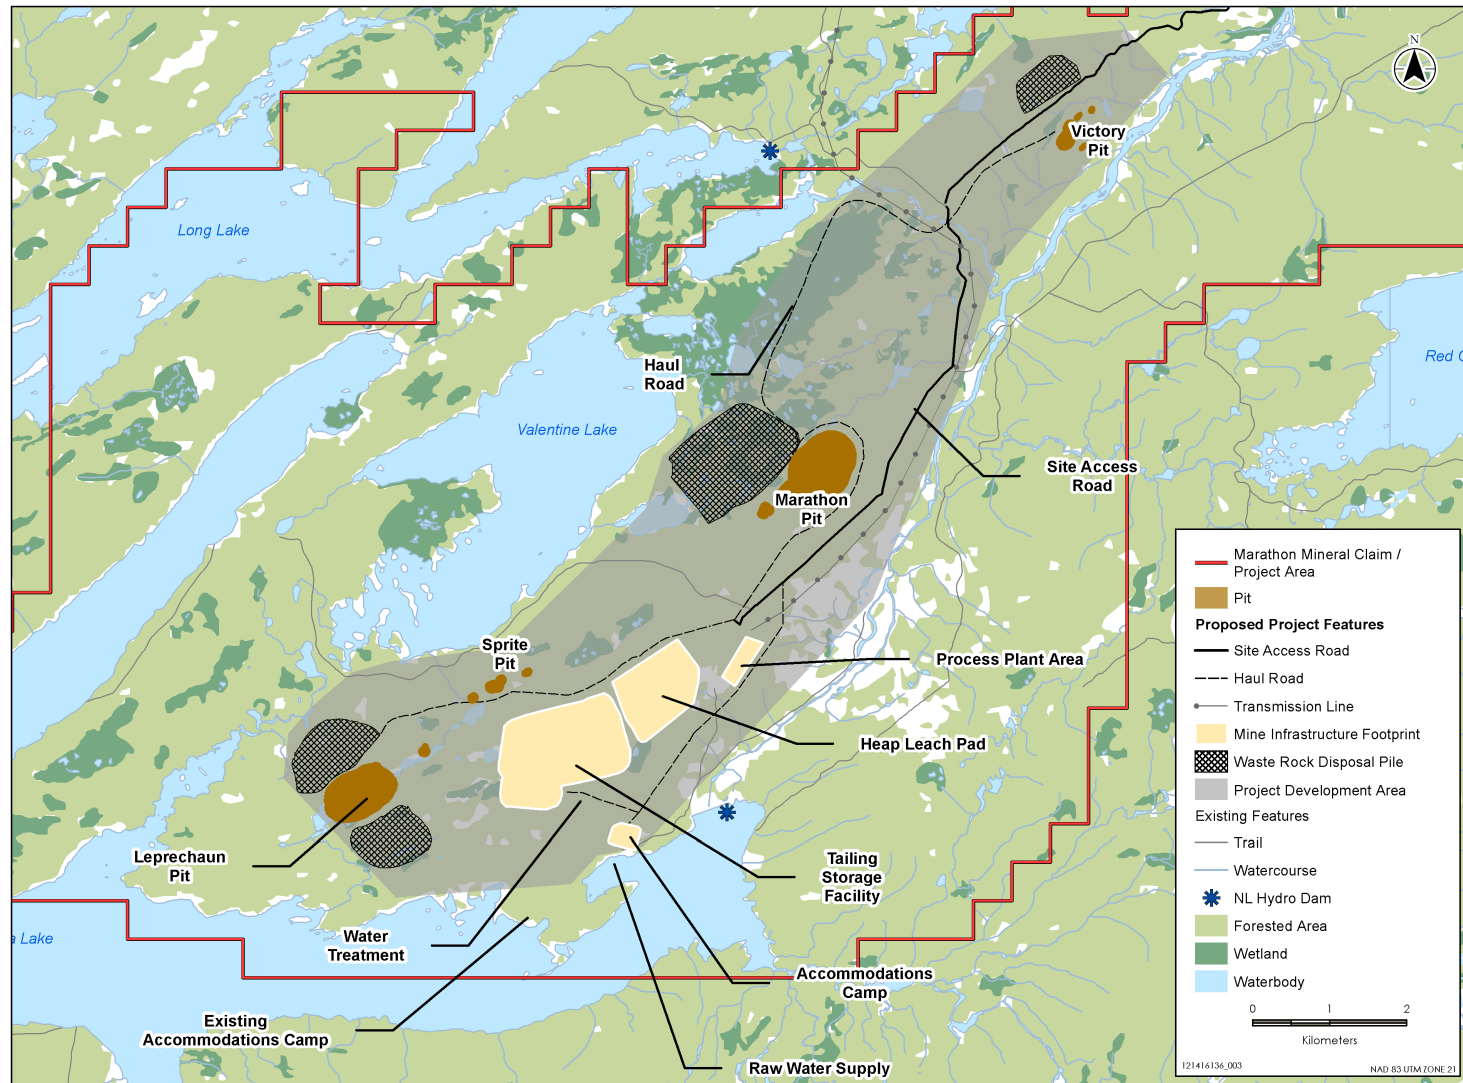 N
Victory
Pit
Long Lake
Haul
Road
Red
Valentine Lake
Site Access
Road
Marathon
Pit
Sprite
Pit
Process Plant Area
Heap Leach Pad
Leprechaun
Pit
Tailing
Storage
Facility
a Lake
Water
Treatment
Accommodations
Camp
Existing
Accommodations Camp
Raw Water Supply
Marathon Mineral Claim /
Project Area
Pit
Proposed Project Features
Site Access Road
Haul Road
Transmission Line
Mine Infrastructure Footprint
Waste Rock Disposal Pile
Project Development Area
Existing Features
Trail
Watercourse
NL Hydro Dam
Forested Area
Wetland
Waterbody
0 1 2
Kilometers
121416136_003
NAD 83 UTM ZONE 21